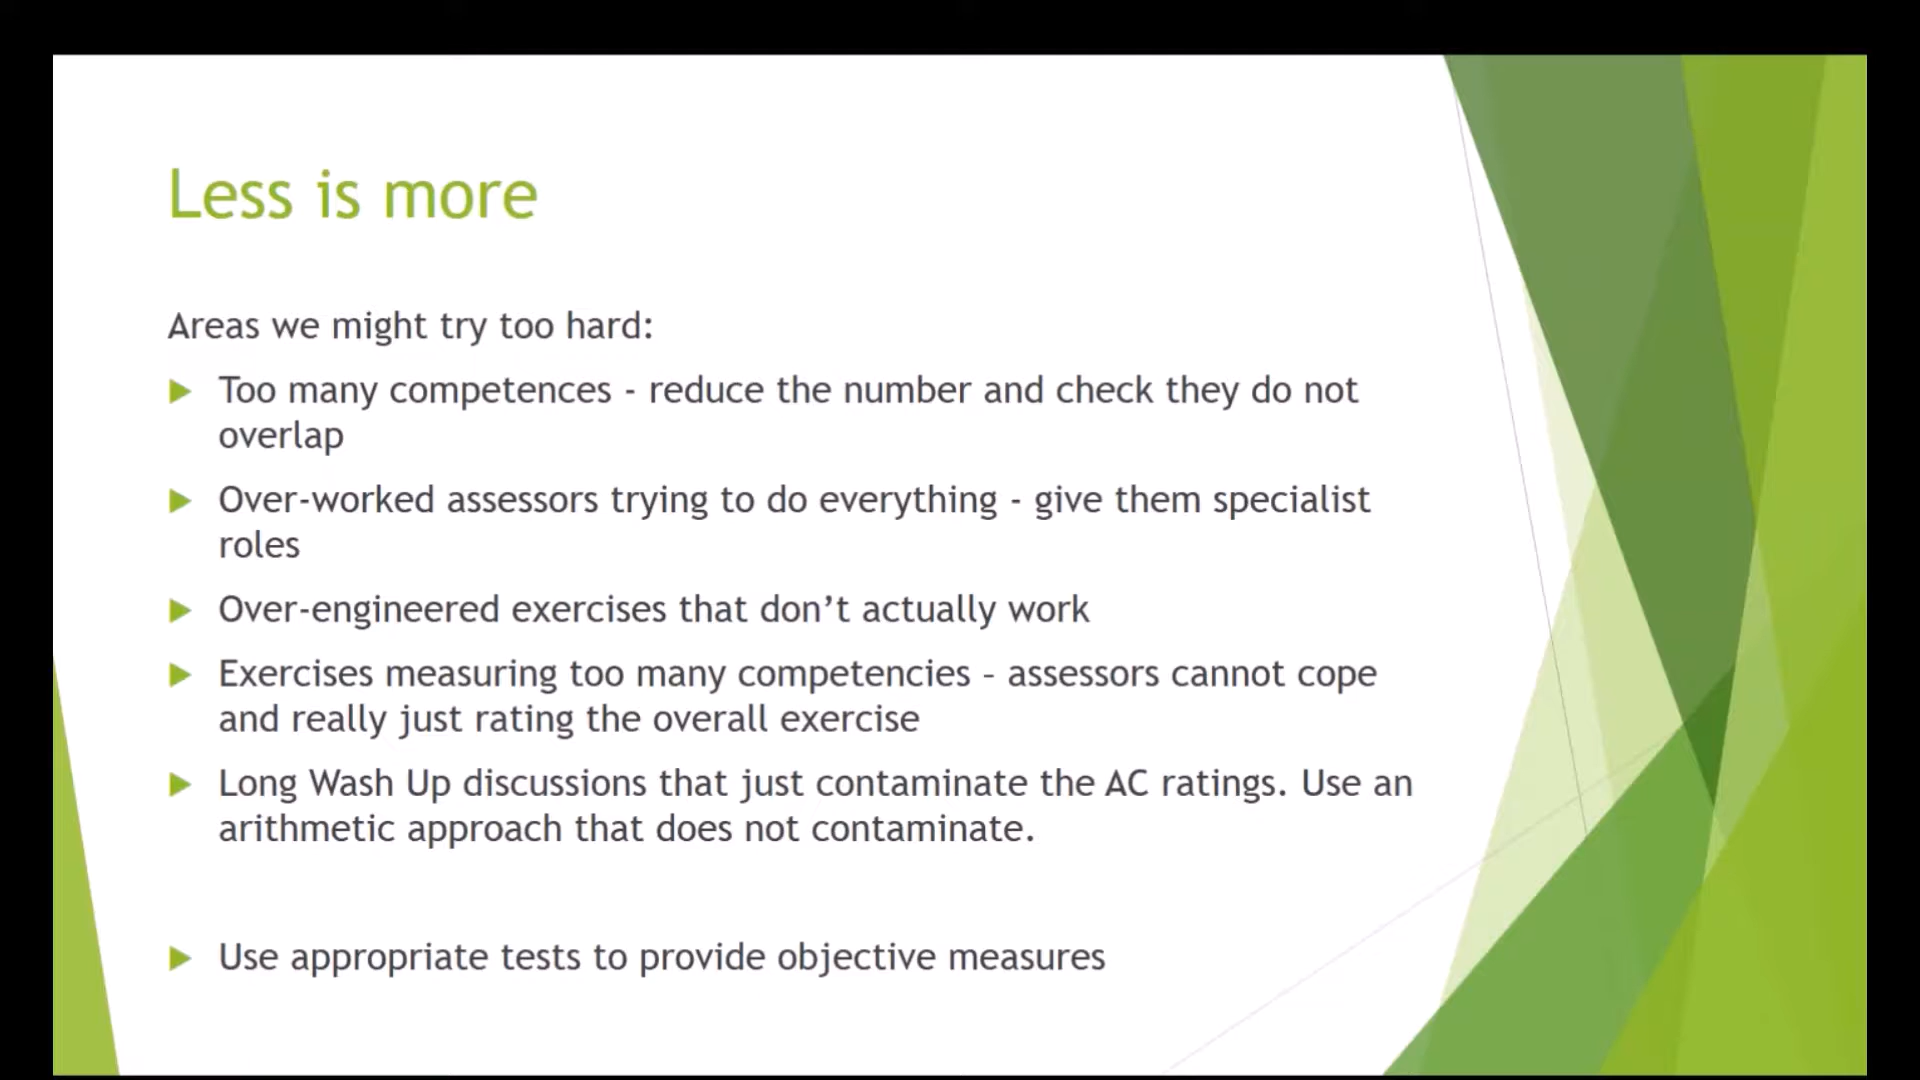 Less is more
Areas we might try too hard:
Too many competences - reduce the number and check they do not
overlap
Over-worked assessors trying to do everything - give them specialist
roles
Over-engineered exercises that don’t actually work
Exercises measuring too many competencies – assessors cannot cope
and really just rating the overall exercise
Long Wash Up discussions that just contaminate the AC ratings. Use an
arithmetic approach that does not contaminate.
Use appropriate tests to provide objective measures